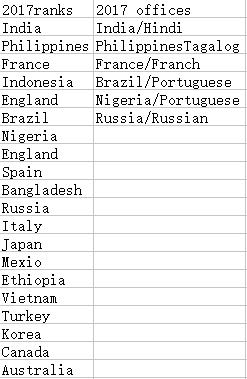 2017ranks 2017 offices
India India/Hindi
Philippines PhilippinesTagalog
France France/Franch
Indonesia Brazil/Portuguese
England Nigeria/Portuguese
Brazil Russia/Russian
Nigeria
England
Spain
Bangladesh
Russia
Italy
Japan
Mexio
Ethiopia
Vietnam
Turkey
Korea
Canada
Australia